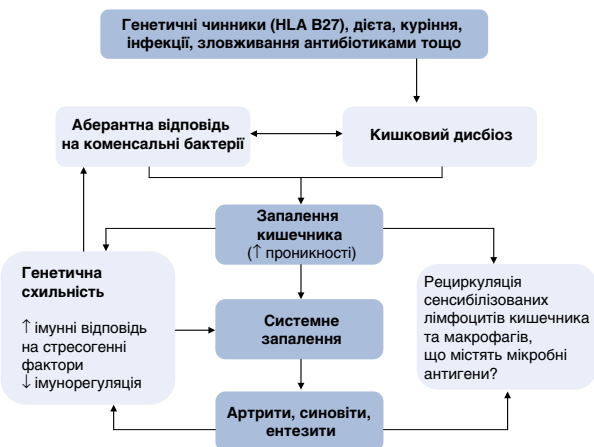 Генетичні чинники (HLA B27), дієта, куріння,
інфекції, зловживання антибіотиками тощо
Аберантна відповідь
на коменсальні бактерії
Кишковий дисбіоз
Запалення
кишечника
(↑ проникності)
Генетична
схильність
↑ імунні відповідь
на стресогенні
фактори
↓ імунорегуляція
Системне
запалення
Рециркуляція
сенсибілізованих
лімфоцитів кишечника
та макрофагів,
що містять мікробні
антигени?
Артрити, синовіти,
ентезити